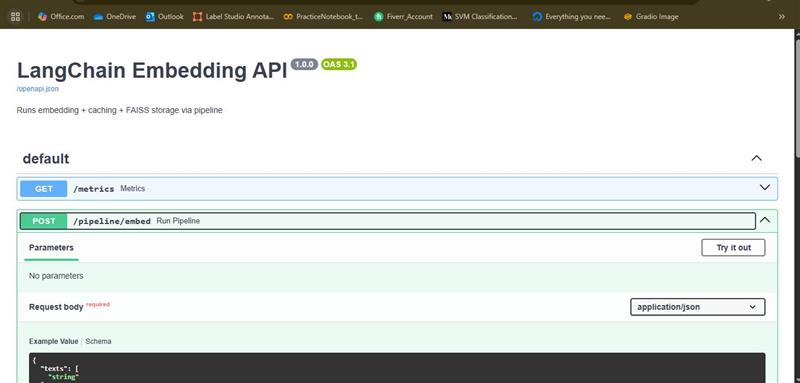 Office.com OneDrive Outlook Label Studio Annota... PracticeNotebook_t... Fiverr_Account SVM Classification... Everything you nee... Gradio Image »
LangChain Embedding API 1.0.0 OAS 3.1
/openapi.json
Runs embedding + caching + FAISS storage via pipeline
default
GET /metrics Metrics
POST /pipeline/embed Run Pipeline
Parameters Try it out
No parameters
Request body required application/json
Example Value | Schema
{
"texts": [
"string"